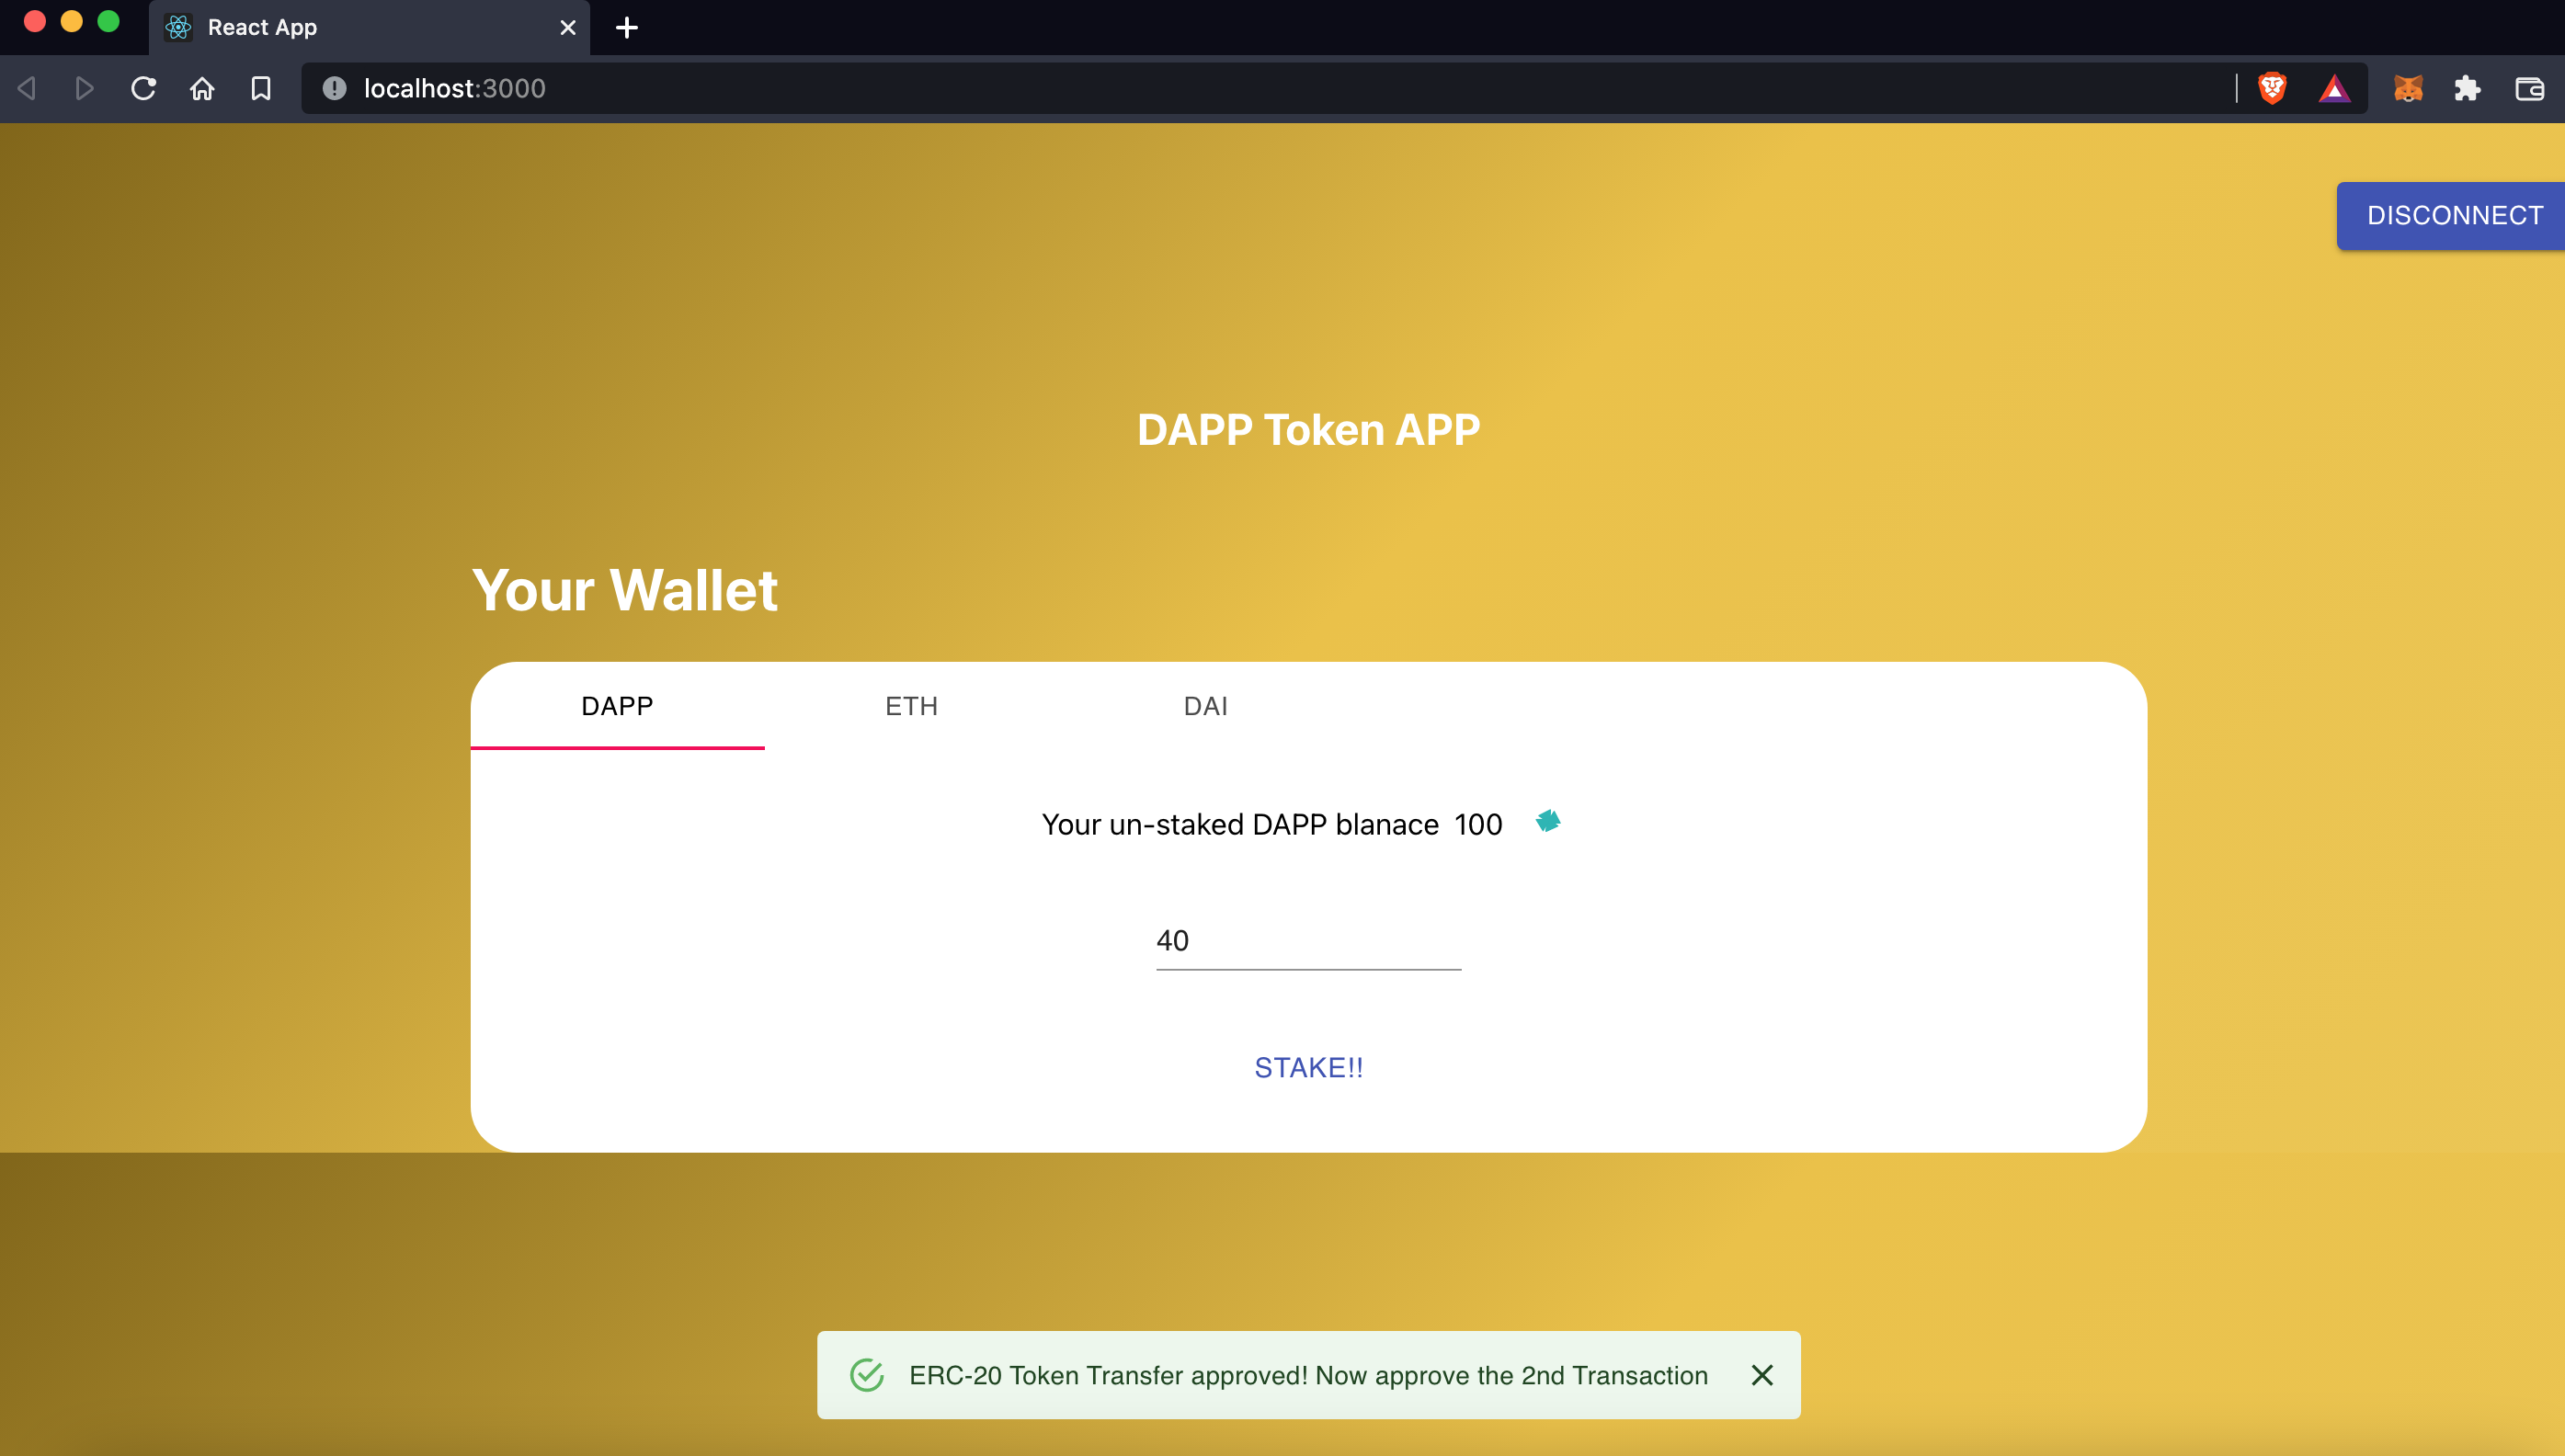 React App
localhost:3000
DISCONNECT
DAPP Token APP
Your Wallet
DAPP ETH DAI
Your un-staked DAPP blanace 100
40
STAKE!!
ERC-20 Token Transfer approved! Now approve the 2nd Transaction